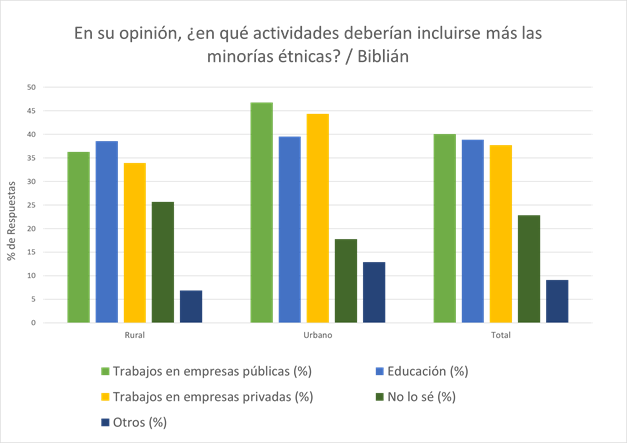 En su opinión, ¿en qué actividades deberían incluirse más las
minorías étnicas? / Biblián
% de Respuestas
50
45
40
35
30
25
20
15
10
5
0
Rural
Urbano
Total
Trabajos en empresas públicas (%)
Educación (%)
Trabajos en empresas privadas (%)
No lo sé (%)
Otros (%)